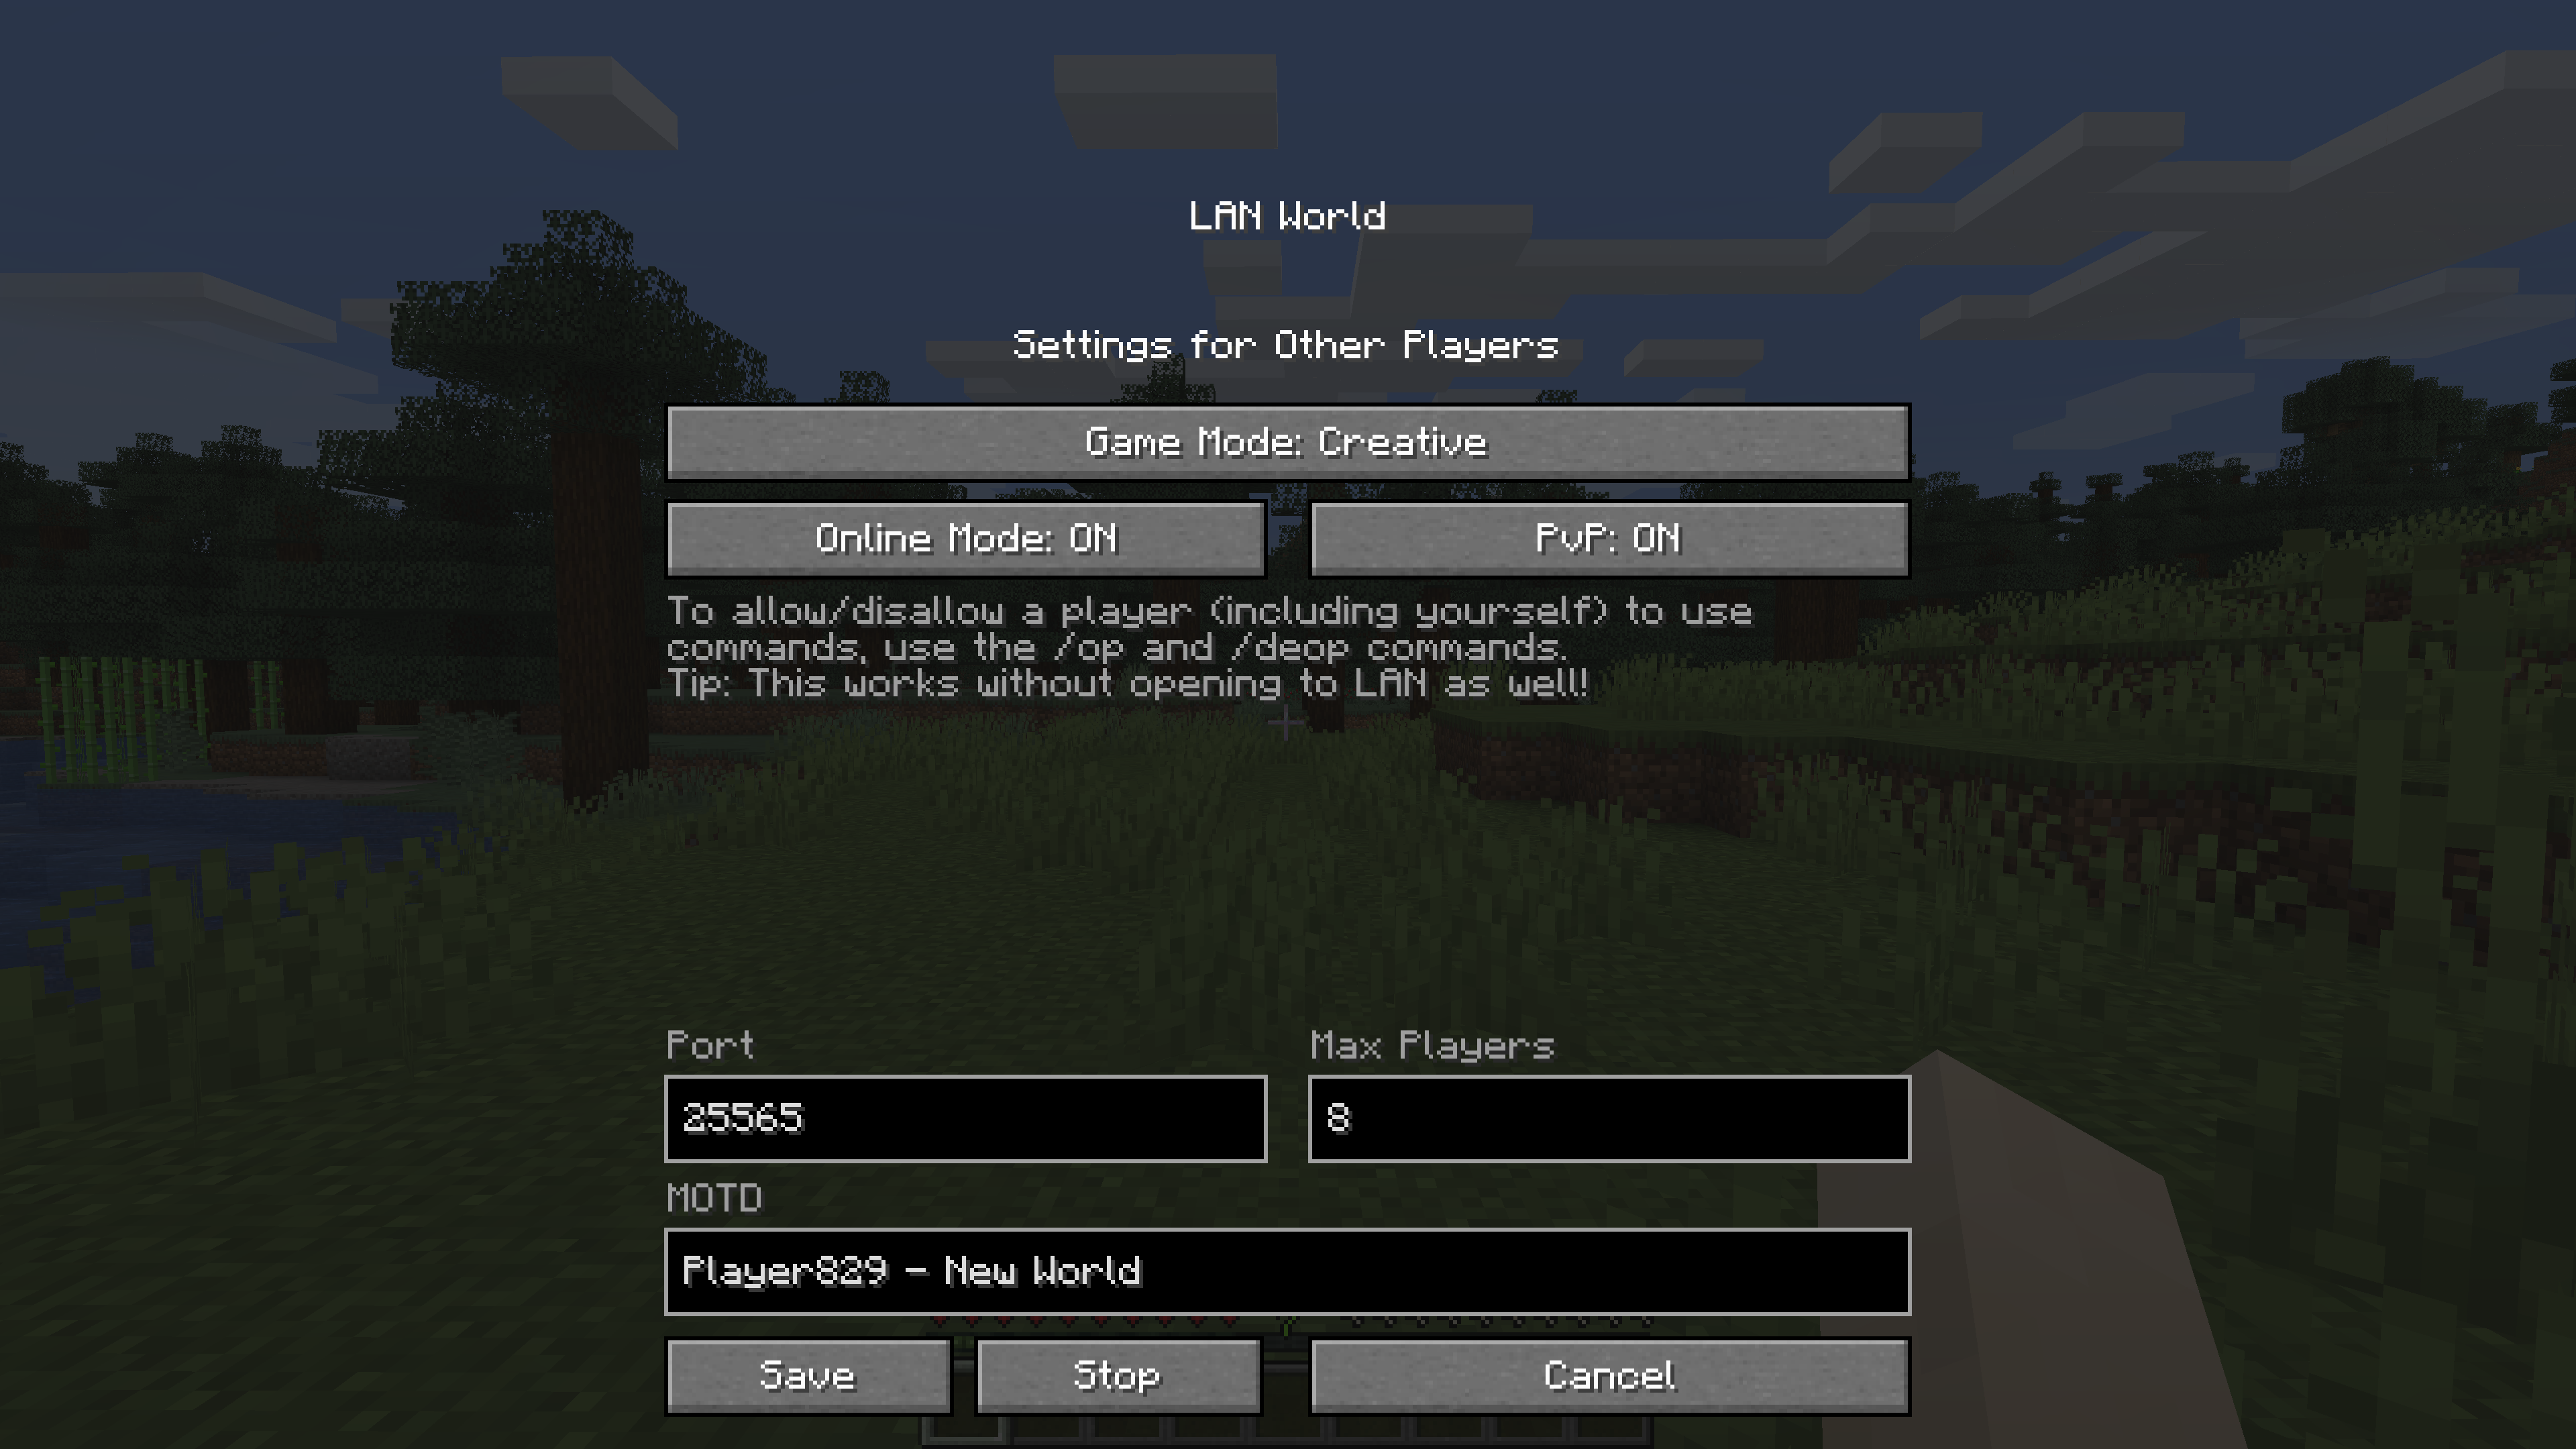 LAN World
Settings for Other Players
Game Mode: Creative
Online Mode: ON
PvP: ON
To allow/disallow a player (including yourself) to use
commands, use the /op and /deop commands.
Tip: This works without opening to LAN as well!
Port
Max Players
25565
8
MOTD
Player829 - New World
Save
Stop
Cancel